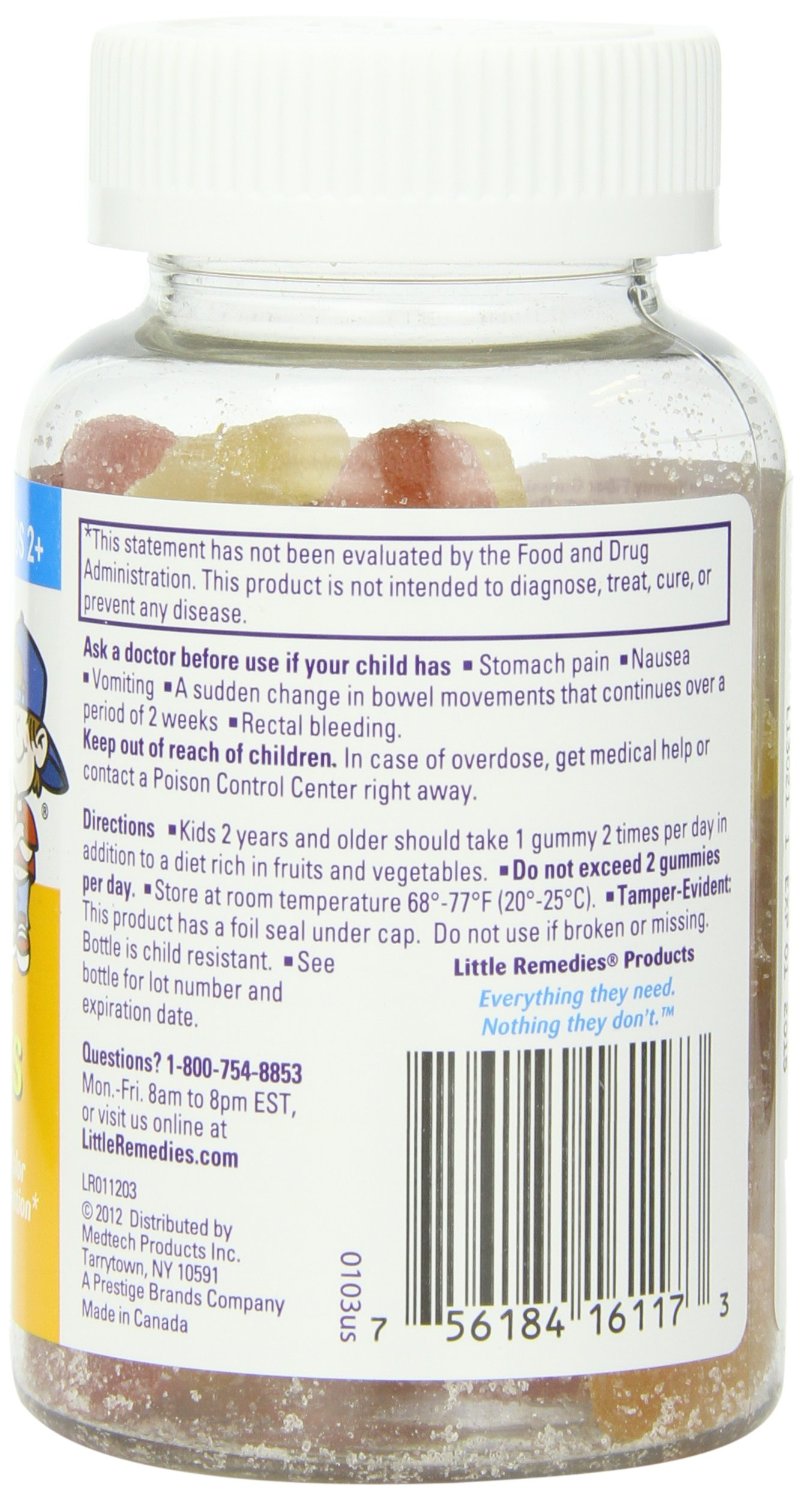 S 2+
*This statement has not been evaluated by the Food and Drug
Administration. This product is not intended to diagnose, treat, cure, or
prevent any disease.
Ask a doctor before use if your child has ▪ Stomach pain ▪ Nausea
▪ Vomiting ▪ A sudden change in bowel movements that continues over a
period of 2 weeks ▪ Rectal bleeding.
Keep out of reach of children. In case of overdose, get medical help or
contact a Poison Control Center right away.
Directions ▪ Kids 2 years and older should take 1 gummy 2 times per day in
addition to a diet rich in fruits and vegetables. ▪ Do not exceed 2 gummies
per day. ▪ Store at room temperature 68°-77°F (20°-25°C). ▪ Tamper-Evident:
This product has a foil seal under cap. Do not use if broken or missing.
Bottle is child resistant. ▪ See
bottle for lot number and
expiration date.
Little Remedies® Products
Everything they need.
Nothing they don't.™
Questions? 1-800-754-8853
Mon.-Fri. 8am to 8pm EST,
or visit us online at
LittleRemedies.com
LR011203
©2012 Distributed by
Medtech Products Inc.
Tarrytown, NY 10591
A Prestige Brands Company
Made in Canada
0103us
7 56184 16117 3
®
S